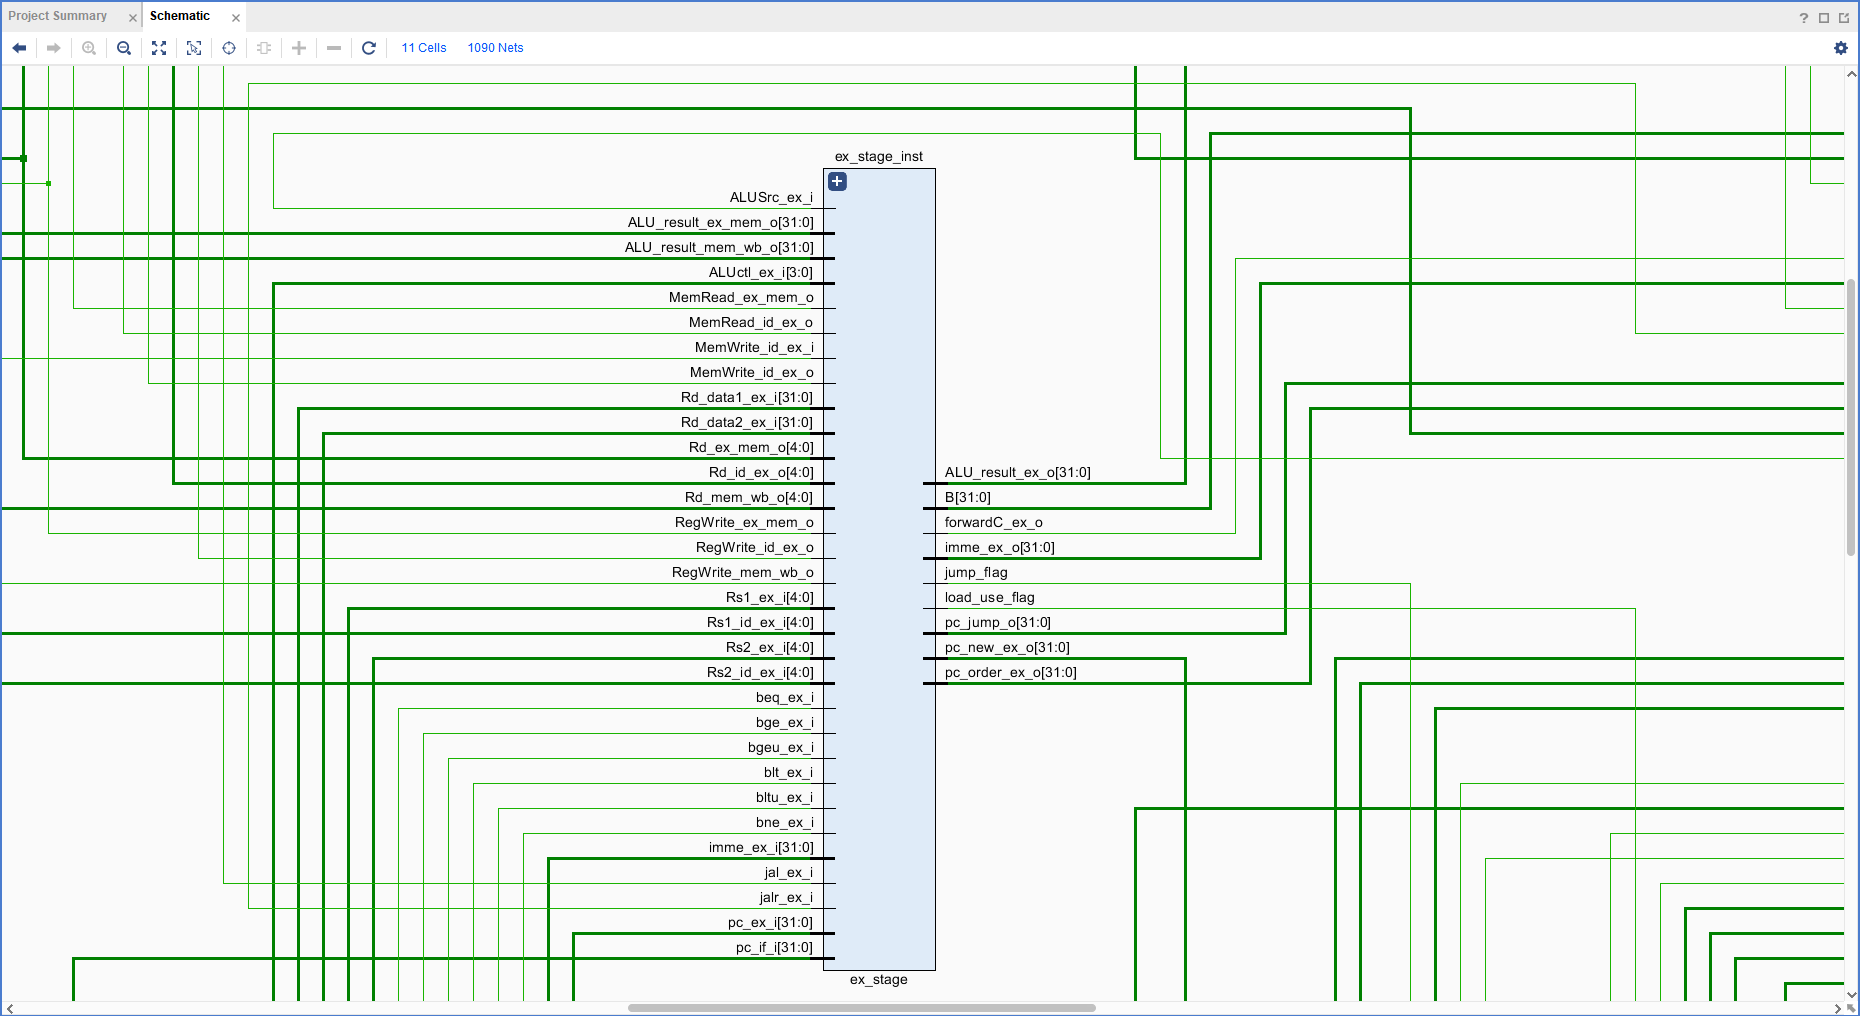 Project Summary
Schematic
11 Cells
1090 Nets
ex_stage_inst
ALUSrc_ex_i
ALU_result_ex_mem_o[31:0]
ALU_result_mem_wb_o[31:0]
ALUctl_ex_i[3:0]
MemRead_ex_mem_o
MemRead_id_ex_o
MemWrite_id_ex_i
MemWrite_id_ex_o
Rd_data1_ex_i[31:0]
Rd_data2_ex_i[31:0]
Rd_ex_mem_o[4:0]
Rd_id_ex_o[4:0]
Rd_mem_wb_o[4:0]
RegWrite_ex_mem_o
RegWrite_id_ex_o
RegWrite_mem_wb_o
Rs1_ex_i[4:0]
Rs1_id_ex_i[4:0]
Rs2_ex_i[4:0]
Rs2_id_ex_i[4:0]
beq_ex_i
bge_ex_i
bgeu_ex_i
blt_ex_i
bltu_ex_i
bne_ex_i
imme_ex_i[31:0]
jal_ex_i
jalr_ex_i
pc_ex_i[31:0]
pc_if_i[31:0]
ALU_result_ex_o[31:0]
B[31:0]
forwardC_ex_o
imme_ex_o[31:0]
jump_flag
load_use_flag
pc_jump_o[31:0]
pc_new_ex_o[31:0]
pc_order_ex_o[31:0]
ex_stage